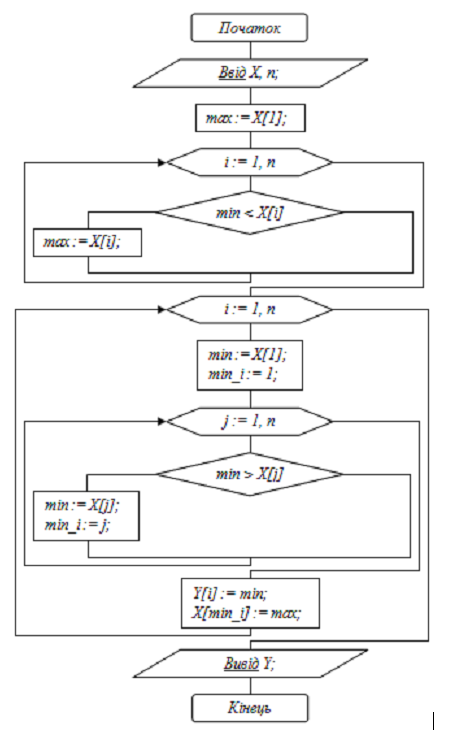 Початок
Ввід X, n;
max := X[1];
i := 1, n
min < X[i]
max := X[i];
i := 1, n
min := X[1];
min_i := 1;
j := 1, n
min > X[j]
min := X[j];
min_i := j;
Y[i] := min;
X[min_i] := max;
Вивід Y;
Кінець